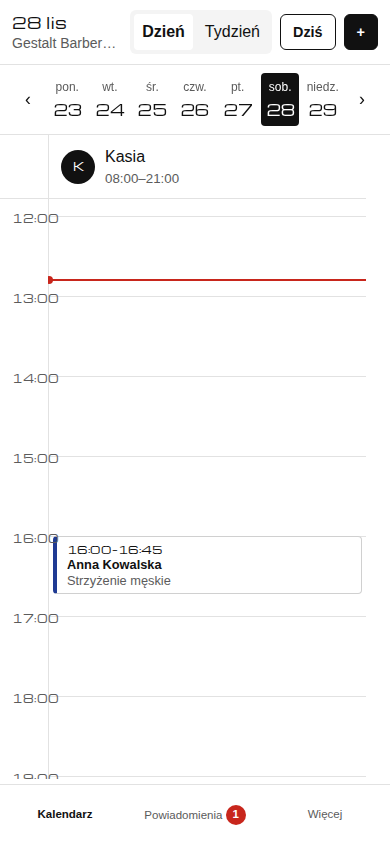 28 lis
Gestalt Barber…
Dzień Tydzień
Dziś
+
‹ pon. wt. śr. czw. pt. sob. niedz. ›
23 24 25 26 27 28 29
K
Kasia
08:00–21:00
12:00
13:00
14:00
15:00
16:00
16:00-16:45
Anna Kowalska
Strzyżenie męskie
17:00
18:00
19:00
Kalendarz Powiadomienia 1 Więcej